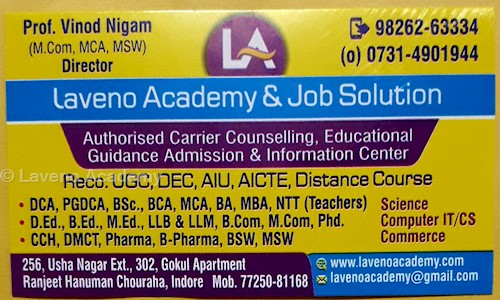 Prof. Vinod Nigam
(M.Com, MCA, MSW)
Director
LA
98262-63334
(o) 0731-4901944
Laveno Academy & Job Solution
Authorised Carrier Counselling, Educational
Guidance Admission & Information Center
© Laveno Academy
Reco. UGC, DEC, AIU, AICTE, Distance Course
• DCA, PGDCA, BSc., BCA, MCA, BA, MBA, NTT (Teachers) Science
• D.Ed., B.Ed., M.Ed., LLB & LLM, B.Com, M.Com, Phd. Computer IT/CS
• CCH, DMCT, Pharma, B-Pharma, BSW, MSW Commerce
256, Usha Nagar Ext., 302, Gokul Apartment
Ranjeet Hanuman Chouraha, Indore Mob. 77250-81168
www.lavenoacademy.com
lavenoacademy@gmail.com